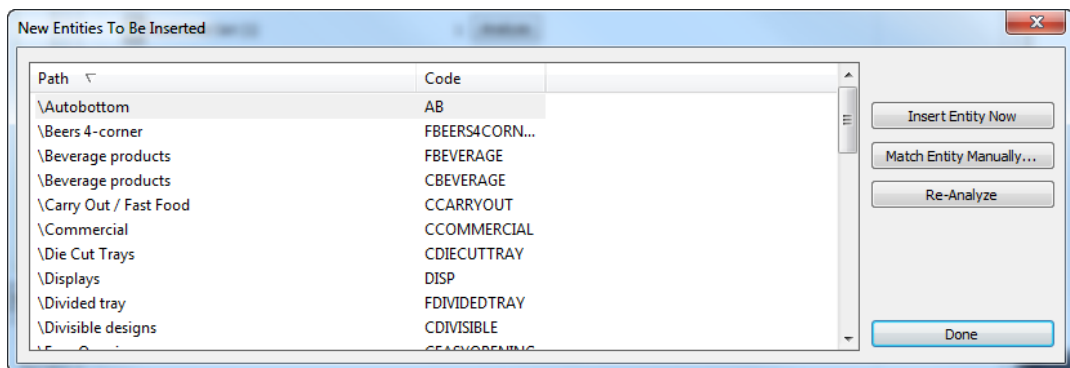 New Entities To Be Inserted
Path Code
\Autobottom AB
\Beers 4-corner FBEERS4CORN...
\Beverage products FBEVERAGE
\Beverage products CBEVERAGE
\Carry Out / Fast Food CCARRYOUT
\Commercial CCOMMERCIAL
\Die Cut Trays CDIECUTTRAY
\Displays DISP
\Divided tray FDIVIDEDTRAY
\Divisible designs CDIVISIBLE
Insert Entity Now
Match Entity Manually...
Re-Analyze
Done